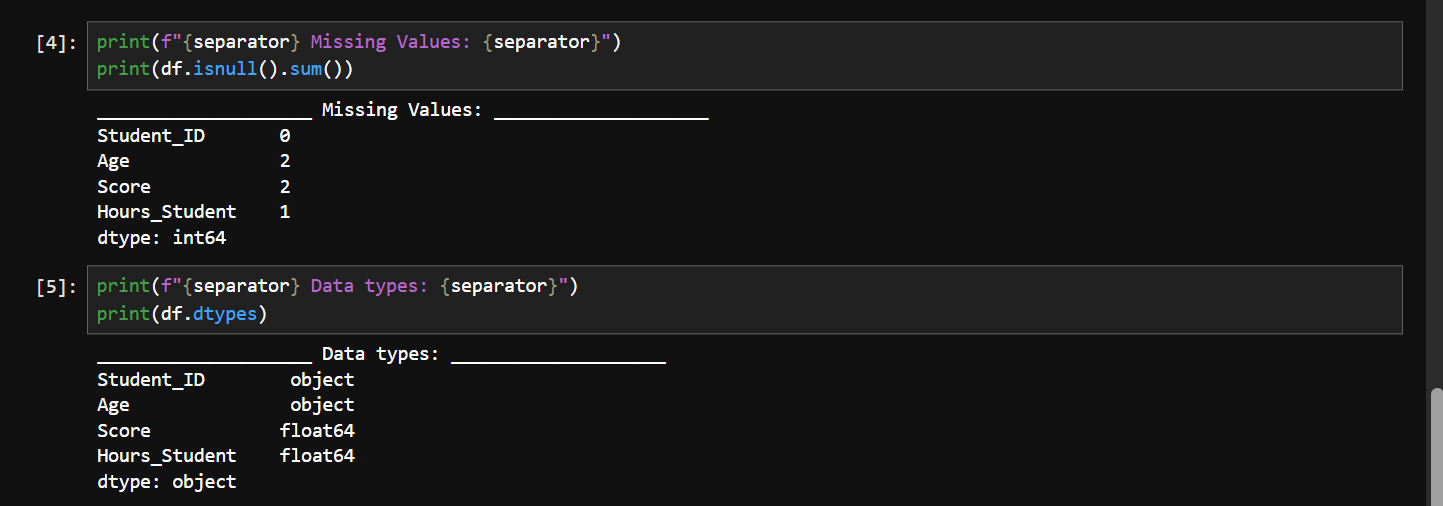 [4]: print(f"{separator} Missing Values: {separator}")
print(df.isnull().sum())
____________________ Missing Values: ____________________
Student_ID 0
Age 2
Score 2
Hours_Student 1
dtype: int64
[5]: print(f"{separator} Data types: {separator}")
print(df.dtypes)
____________________ Data types: ____________________
Student_ID object
Age object
Score float64
Hours_Student float64
dtype: object